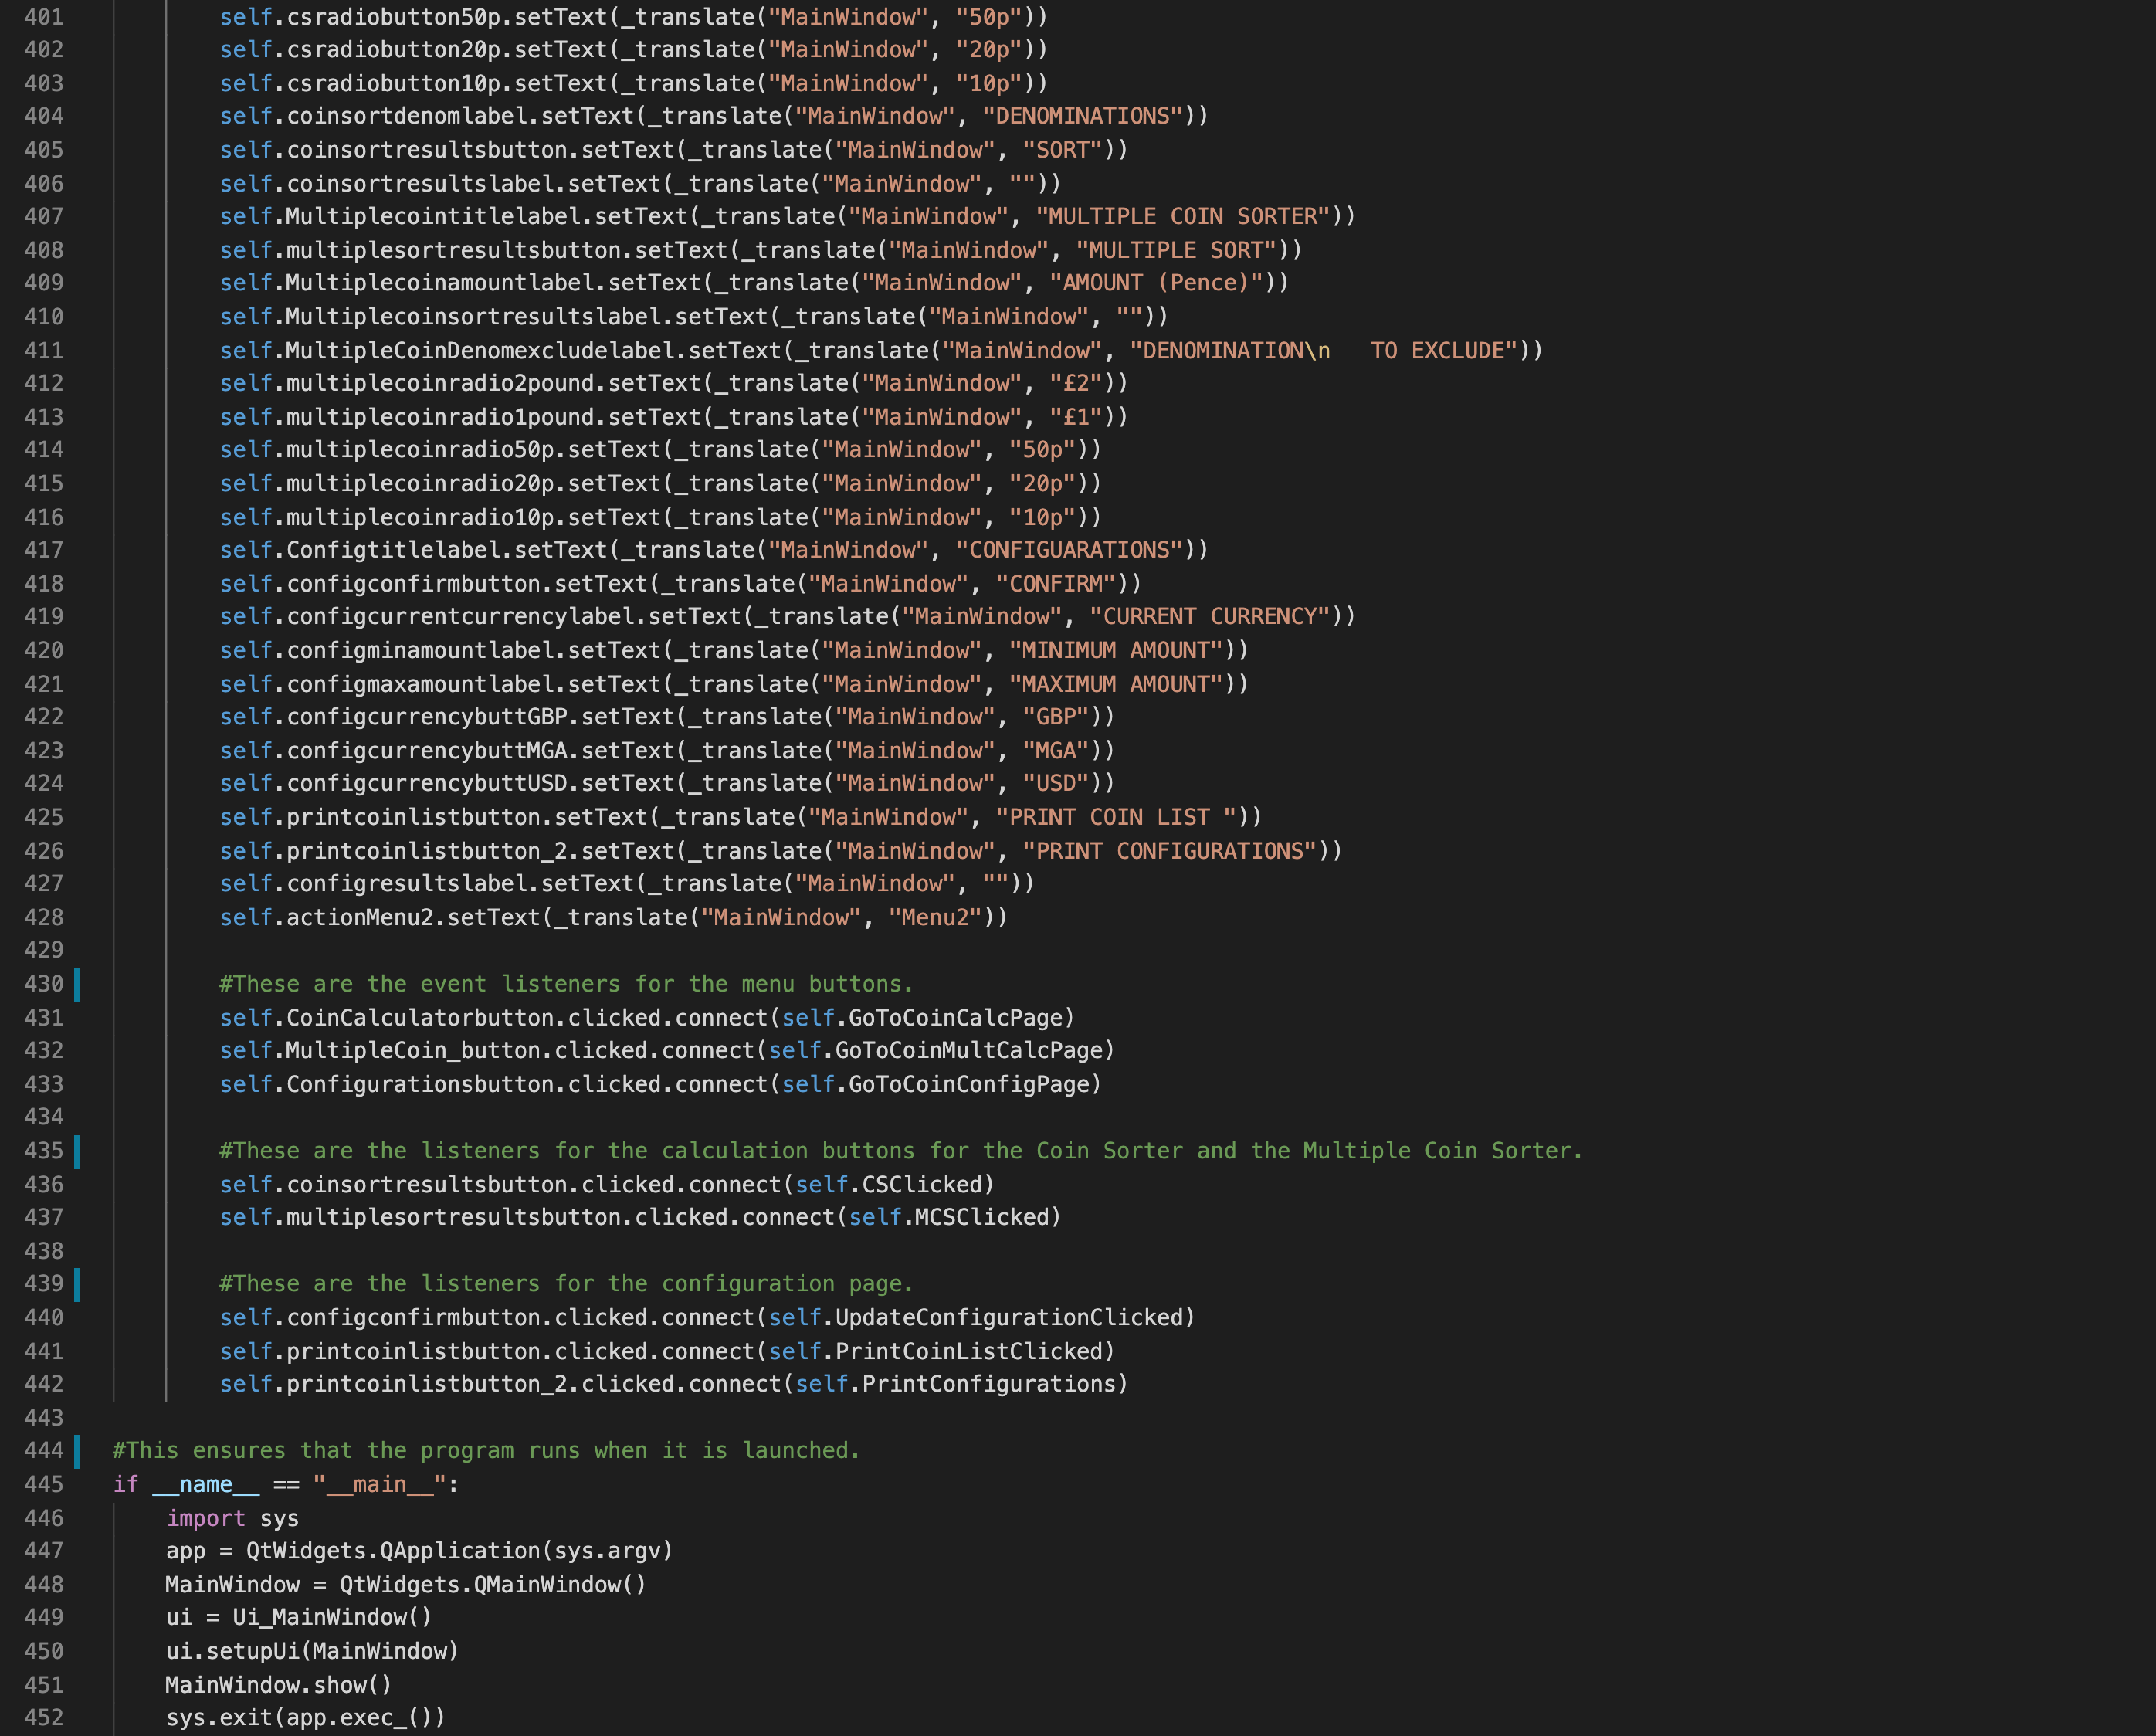 401 self.csradiobutton50p.setText(_translate("MainWindow", "50p"))
402 self.csradiobutton20p.setText(_translate("MainWindow", "20p"))
403 self.csradiobutton10p.setText(_translate("MainWindow", "10p"))
404 self.coinsortdenomlabel.setText(_translate("MainWindow", "DENOMINATIONS"))
405 self.coinsortresultsbutton.setText(_translate("MainWindow", "SORT"))
406 self.coinsortresultslabel.setText(_translate("MainWindow", ""))
407 self.Multiplecointitlelabel.setText(_translate("MainWindow", "MULTIPLE COIN SORTER"))
408 self.multiplesortresultsbutton.setText(_translate("MainWindow", "MULTIPLE SORT"))
409 self.Multiplecoinamountlabel.setText(_translate("MainWindow", "AMOUNT (Pence)"))
410 self.Multiplecoinsortresultslabel.setText(_translate("MainWindow", ""))
411 self.MultipleCoinDenomexcludelabel.setText(_translate("MainWindow", "DENOMINATION\n   TO EXCLUDE"))
412 self.multiplecoinradio2pound.setText(_translate("MainWindow", "£2"))
413 self.multiplecoinradio1pound.setText(_translate("MainWindow", "£1"))
414 self.multiplecoinradio50p.setText(_translate("MainWindow", "50p"))
415 self.multiplecoinradio20p.setText(_translate("MainWindow", "20p"))
416 self.multiplecoinradio10p.setText(_translate("MainWindow", "10p"))
417 self.Configtitlelabel.setText(_translate("MainWindow", "CONFIGUARATIONS"))
418 self.configconfirmbutton.setText(_translate("MainWindow", "CONFIRM"))
419 self.configcurrentcurrencylabel.setText(_translate("MainWindow", "CURRENT CURRENCY"))
420 self.configminamountlabel.setText(_translate("MainWindow", "MINIMUM AMOUNT"))
421 self.configmaxamountlabel.setText(_translate("MainWindow", "MAXIMUM AMOUNT"))
422 self.configcurrencybuttGBP.setText(_translate("MainWindow", "GBP"))
423 self.configcurrencybuttMGA.setText(_translate("MainWindow", "MGA"))
424 self.configcurrencybuttUSD.setText(_translate("MainWindow", "USD"))
425 self.printcoinlistbutton.setText(_translate("MainWindow", "PRINT COIN LIST "))
426 self.printcoinlistbutton_2.setText(_translate("MainWindow", "PRINT CONFIGURATIONS"))
427 self.configresultslabel.setText(_translate("MainWindow", ""))
428 self.actionMenu2.setText(_translate("MainWindow", "Menu2"))
429
430 #These are the event listeners for the menu buttons.
431 self.CoinCalculatorbutton.clicked.connect(self.GoToCoinCalcPage)
432 self.MultipleCoin_button.clicked.connect(self.GoToCoinMultCalcPage)
433 self.Configurationsbutton.clicked.connect(self.GoToCoinConfigPage)
434
435 #These are the listeners for the calculation buttons for the Coin Sorter and the Multiple Coin Sorter.
436 self.coinsortresultsbutton.clicked.connect(self.CSClicked)
437 self.multiplesortresultsbutton.clicked.connect(self.MCSClicked)
438
439 #These are the listeners for the configuration page.
440 self.configconfirmbutton.clicked.connect(self.UpdateConfigurationClicked)
441 self.printcoinlistbutton.clicked.connect(self.PrintCoinListClicked)
442 self.printcoinlistbutton_2.clicked.connect(self.PrintConfigurations)
443
444 #This ensures that the program runs when it is launched.
445 if __name__ == "__main__":
446 import sys
447 app = QtWidgets.QApplication(sys.argv)
448 MainWindow = QtWidgets.QMainWindow()
449 ui = Ui_MainWindow()
450 ui.setupUi(MainWindow)
451 MainWindow.show()
452 sys.exit(app.exec_())